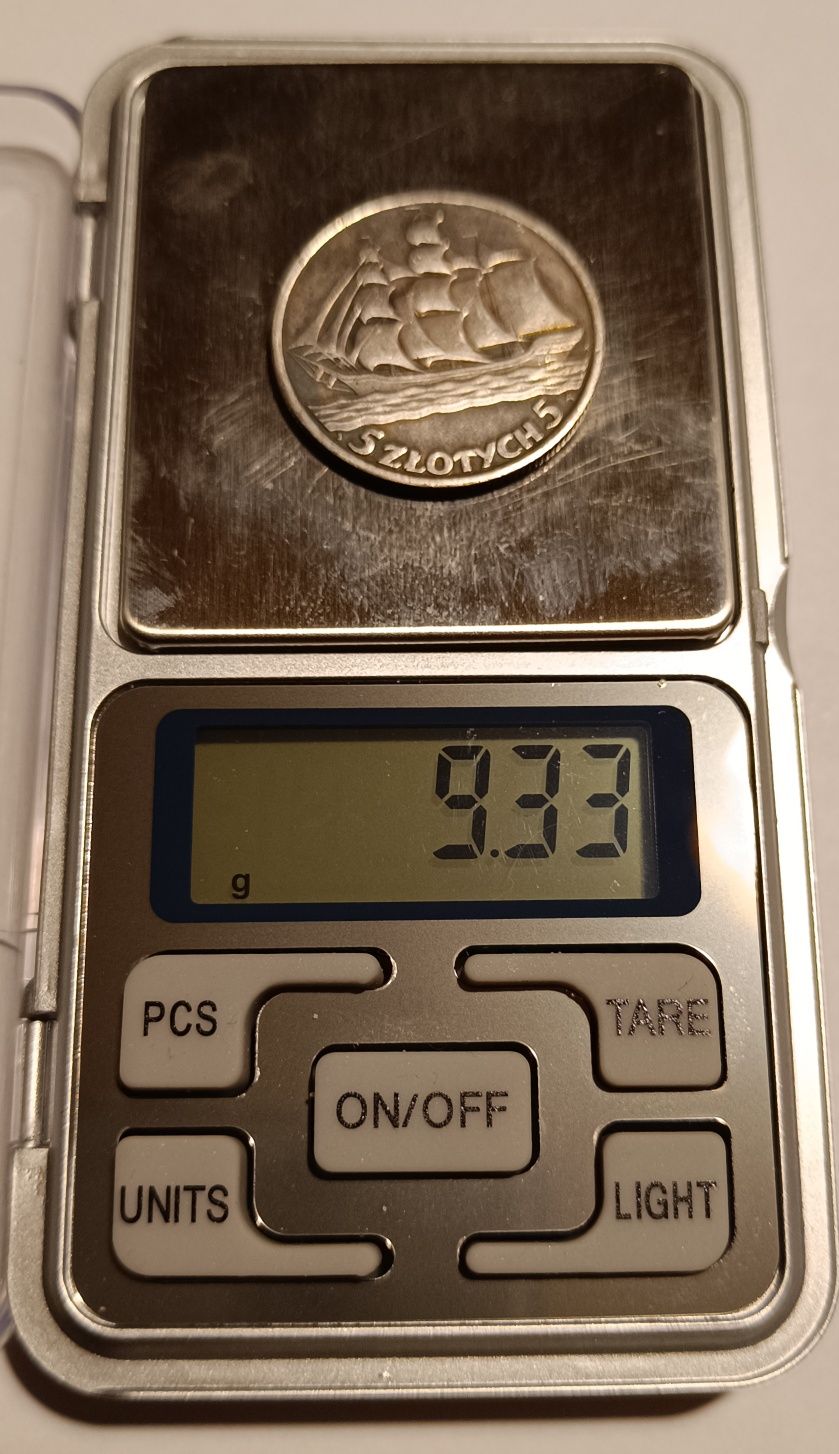 5 ZŁOTYCH 5
9.33
g
PCS
TARE
ON/OFF
UNITS
LIGHT